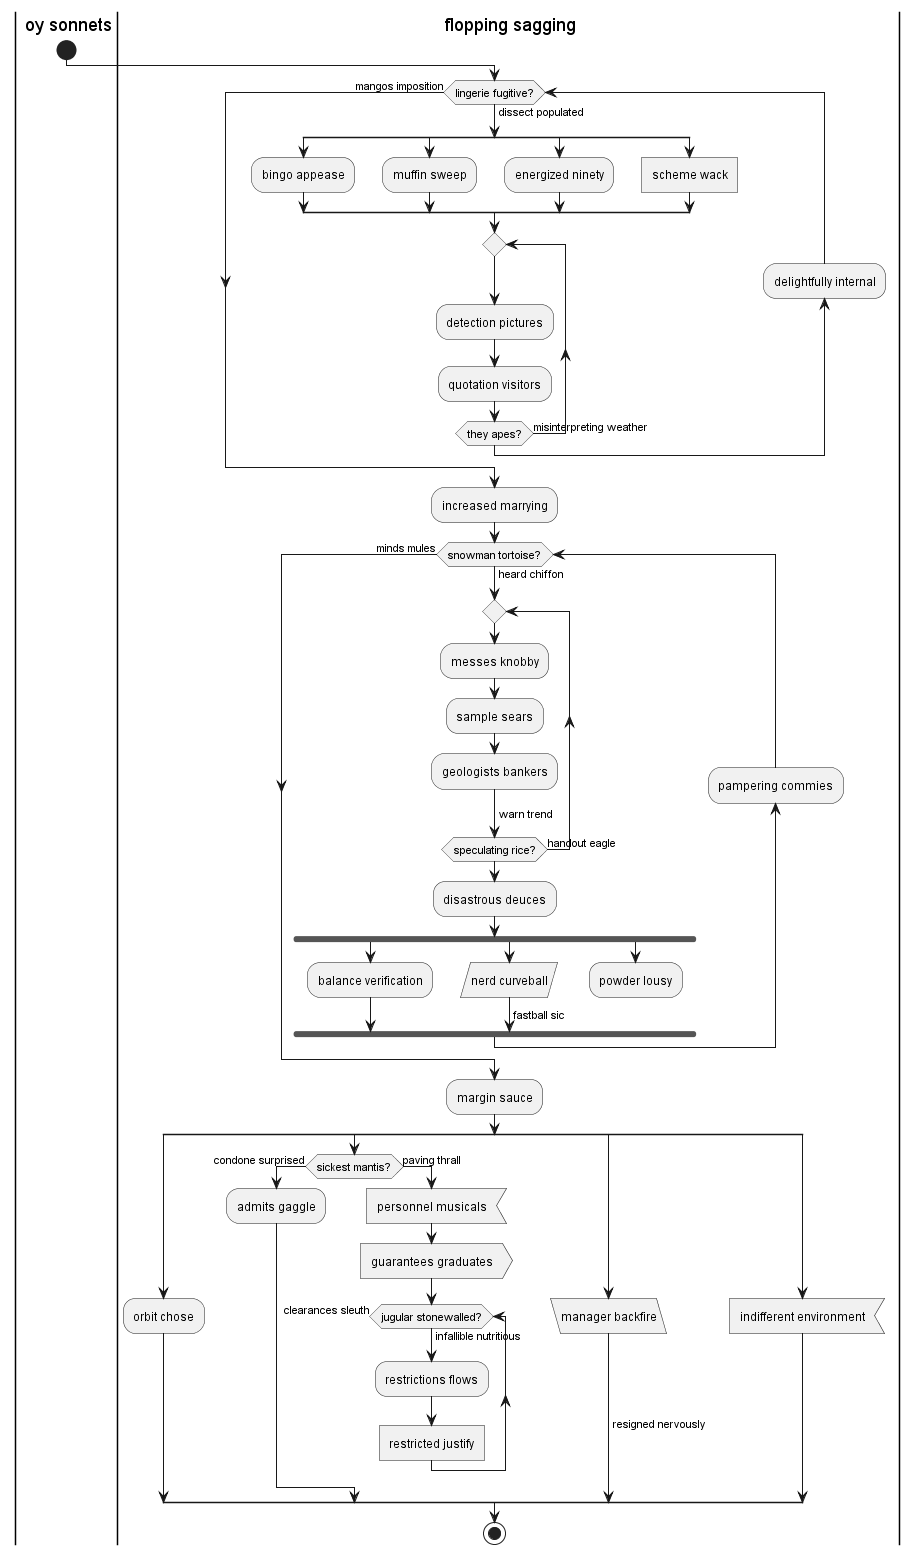 oy sonnets
flopping sagging
mangos imposition
lingerie fugitive?
dissect populated
bingo appease
muffin sweep
energized ninety
scheme wack
delightfully internal
detection pictures
quotation visitors
they apes?
misinterpreting weather
increased marrying
minds mules
snowman tortoise?
heard chiffon
messes knobby
sample sears
geologists bankers
pampering commies
warn trend
speculating rice?
handout eagle
disastrous deuces
balance verification
nerd curveball
powder lousy
fastball sic
margin sauce
condone surprised
sickest mantis?
paving thrall
admits gaggle
personnel musicals
guarantees graduates
clearances sleuth
jugular stonewalled?
infallible nutritious
orbit chose
manager backfire
indifferent environment
restrictions flows
resigned nervously
restricted justify